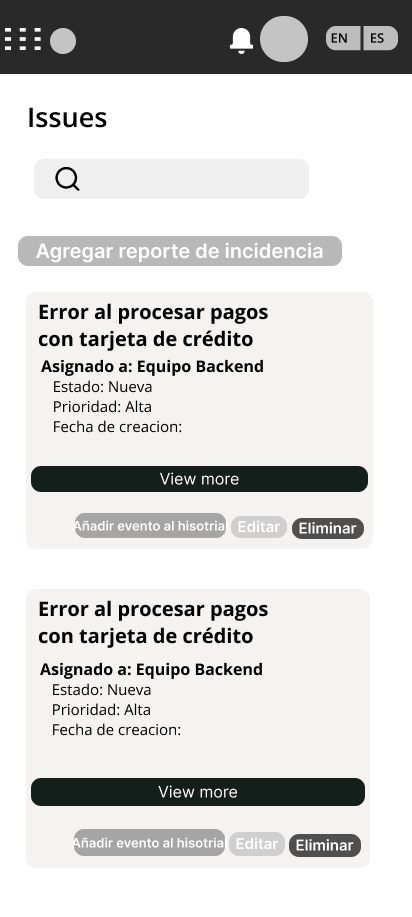 EN ES
Issues
Agregar reporte de incidencia
Error al procesar pagos
con tarjeta de crédito
Asignado a: Equipo Backend
Estado: Nueva
Prioridad: Alta
Fecha de creacion:
View more
Añadir evento al hisotria Editar Eliminar
Error al procesar pagos
con tarjeta de crédito
Asignado a: Equipo Backend
Estado: Nueva
Prioridad: Alta
Fecha de creacion:
View more
Añadir evento al hisotria Editar Eliminar